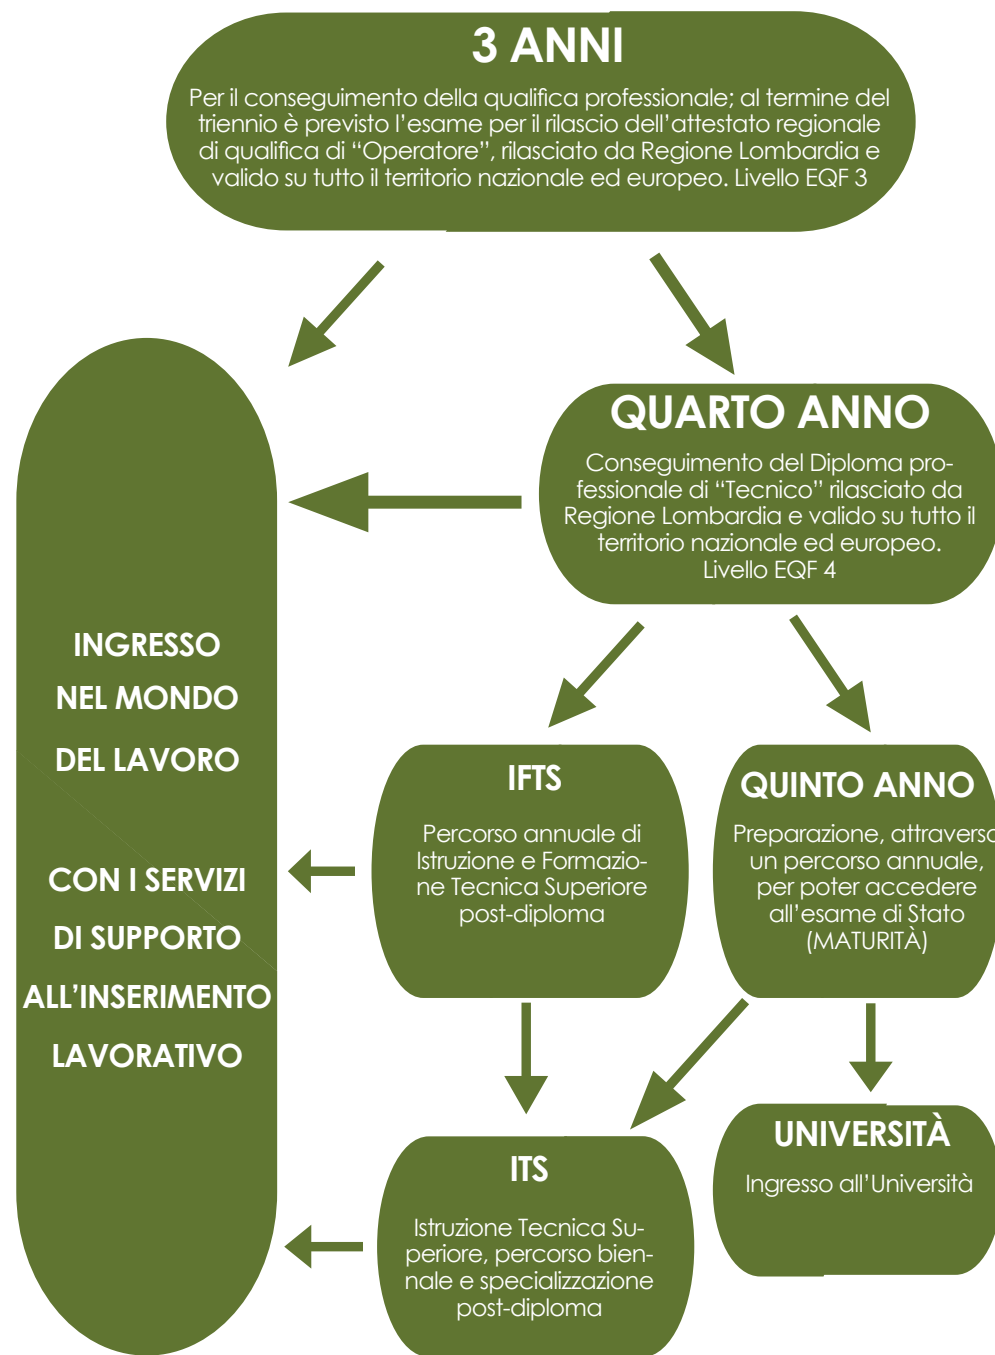 3 ANNI
Per il conseguimento della qualifica professionale; al termine del
triennio è previsto l’esame per il rilascio dell’attestato regionale
di qualifica di “Operatore”, rilasciato da Regione Lombardia e
valido su tutto il territorio nazionale ed europeo. Livello EQF 3
QUARTO ANNO
Conseguimento del Diploma pro-
fessionale di “Tecnico” rilasciato da
Regione Lombardia e valido su tutto il
territorio nazionale ed europeo.
Livello EQF 4
INGRESSO
NEL MONDO
DEL LAVORO
CON I SERVIZI
DI SUPPORTO
ALL’INSERIMENTO
LAVORATIVO
IFTS
Percorso annuale di
Istruzione e Formazio-
ne Tecnica Superiore
post-diploma
QUINTO ANNO
Preparazione, attraverso
un percorso annuale,
per poter accedere
all’esame di Stato
(MATURITÀ)
ITS
Istruzione Tecnica Su-
periore, percorso bien-
nale e specializzazione
post-diploma
UNIVERSITÀ
Ingresso all’Università